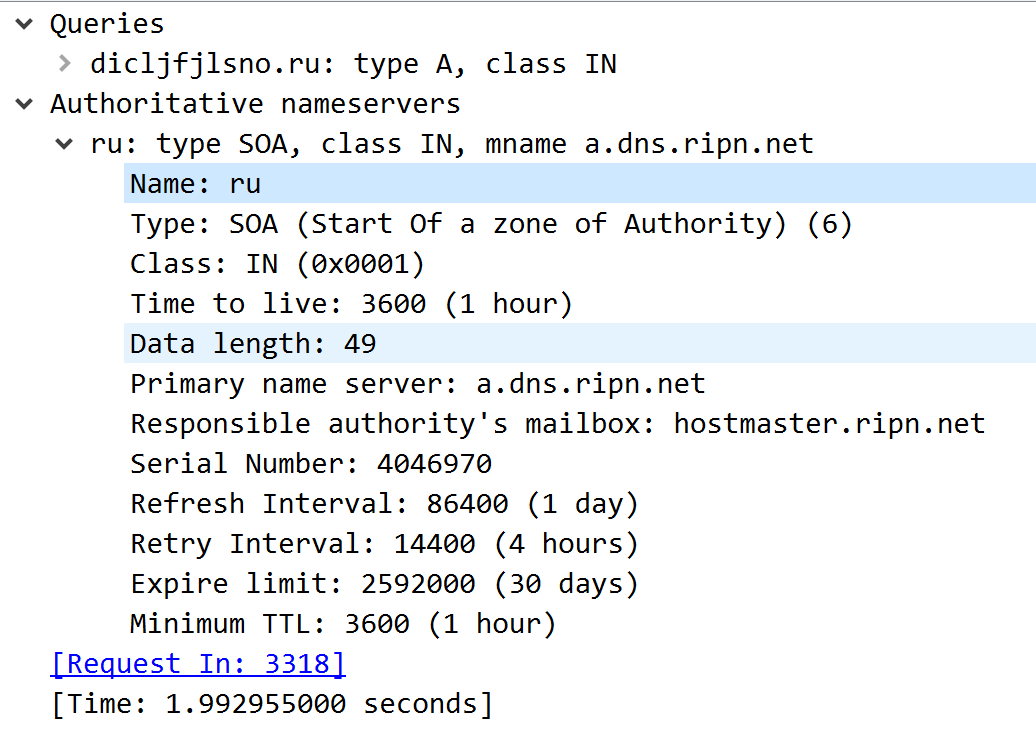 Queries
dicljfjlsno.ru: type A, class IN
Authoritative nameservers
ru: type SOA, class IN, mname a.dns.ripn.net
Name: ru
Type: SOA (Start Of a zone of Authority) (6)
Class: IN (0x0001)
Time to live: 3600 (1 hour)
Data length: 49
Primary name server: a.dns.ripn.net
Responsible authority's mailbox: hostmaster.ripn.net
Serial Number: 4046970
Refresh Interval: 86400 (1 day)
Retry Interval: 14400 (4 hours)
Expire limit: 2592000 (30 days)
Minimum TTL: 3600 (1 hour)
[Request In: 3318]
[Time: 1.992955000 seconds]